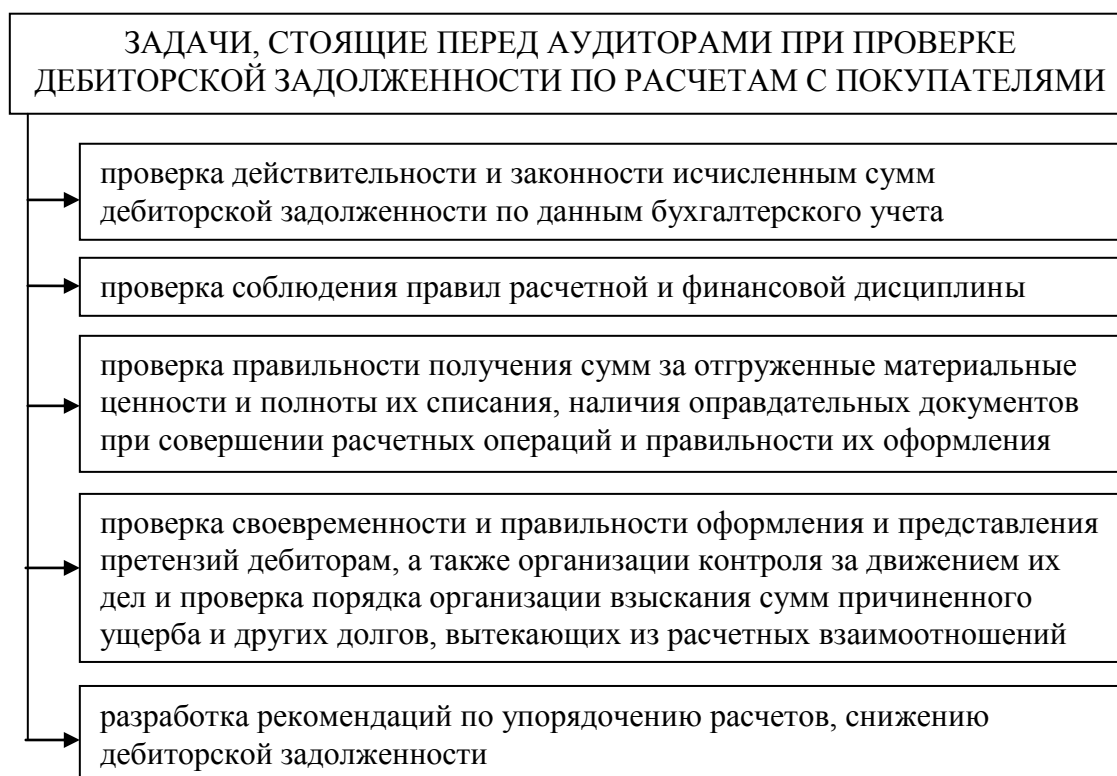 ЗАДАЧИ, СТОЯЩИЕ ПЕРЕД АУДИТОРАМИ ПРИ ПРОВЕРКЕ
ДЕБИТОРСКОЙ ЗАДОЛЖЕННОСТИ ПО РАСЧЕТАМ С ПОКУПАТЕЛЯМИ
проверка действительности и законности исчисленным сумм
дебиторской задолженности по данным бухгалтерского учета
проверка соблюдения правил расчетной и финансовой дисциплины
проверка правильности получения сумм за отгруженные материальные
ценности и полноты их списания, наличия оправдательных документов
при совершении расчетных операций и правильности их оформления
проверка своевременности и правильности оформления и представления
претензий дебиторам, а также организации контроля за движением их
дел и проверка порядка организации взыскания сумм причиненного
ущерба и других долгов, вытекающих из расчетных взаимоотношений
разработка рекомендаций по упорядочению расчетов, снижению
дебиторской задолженности